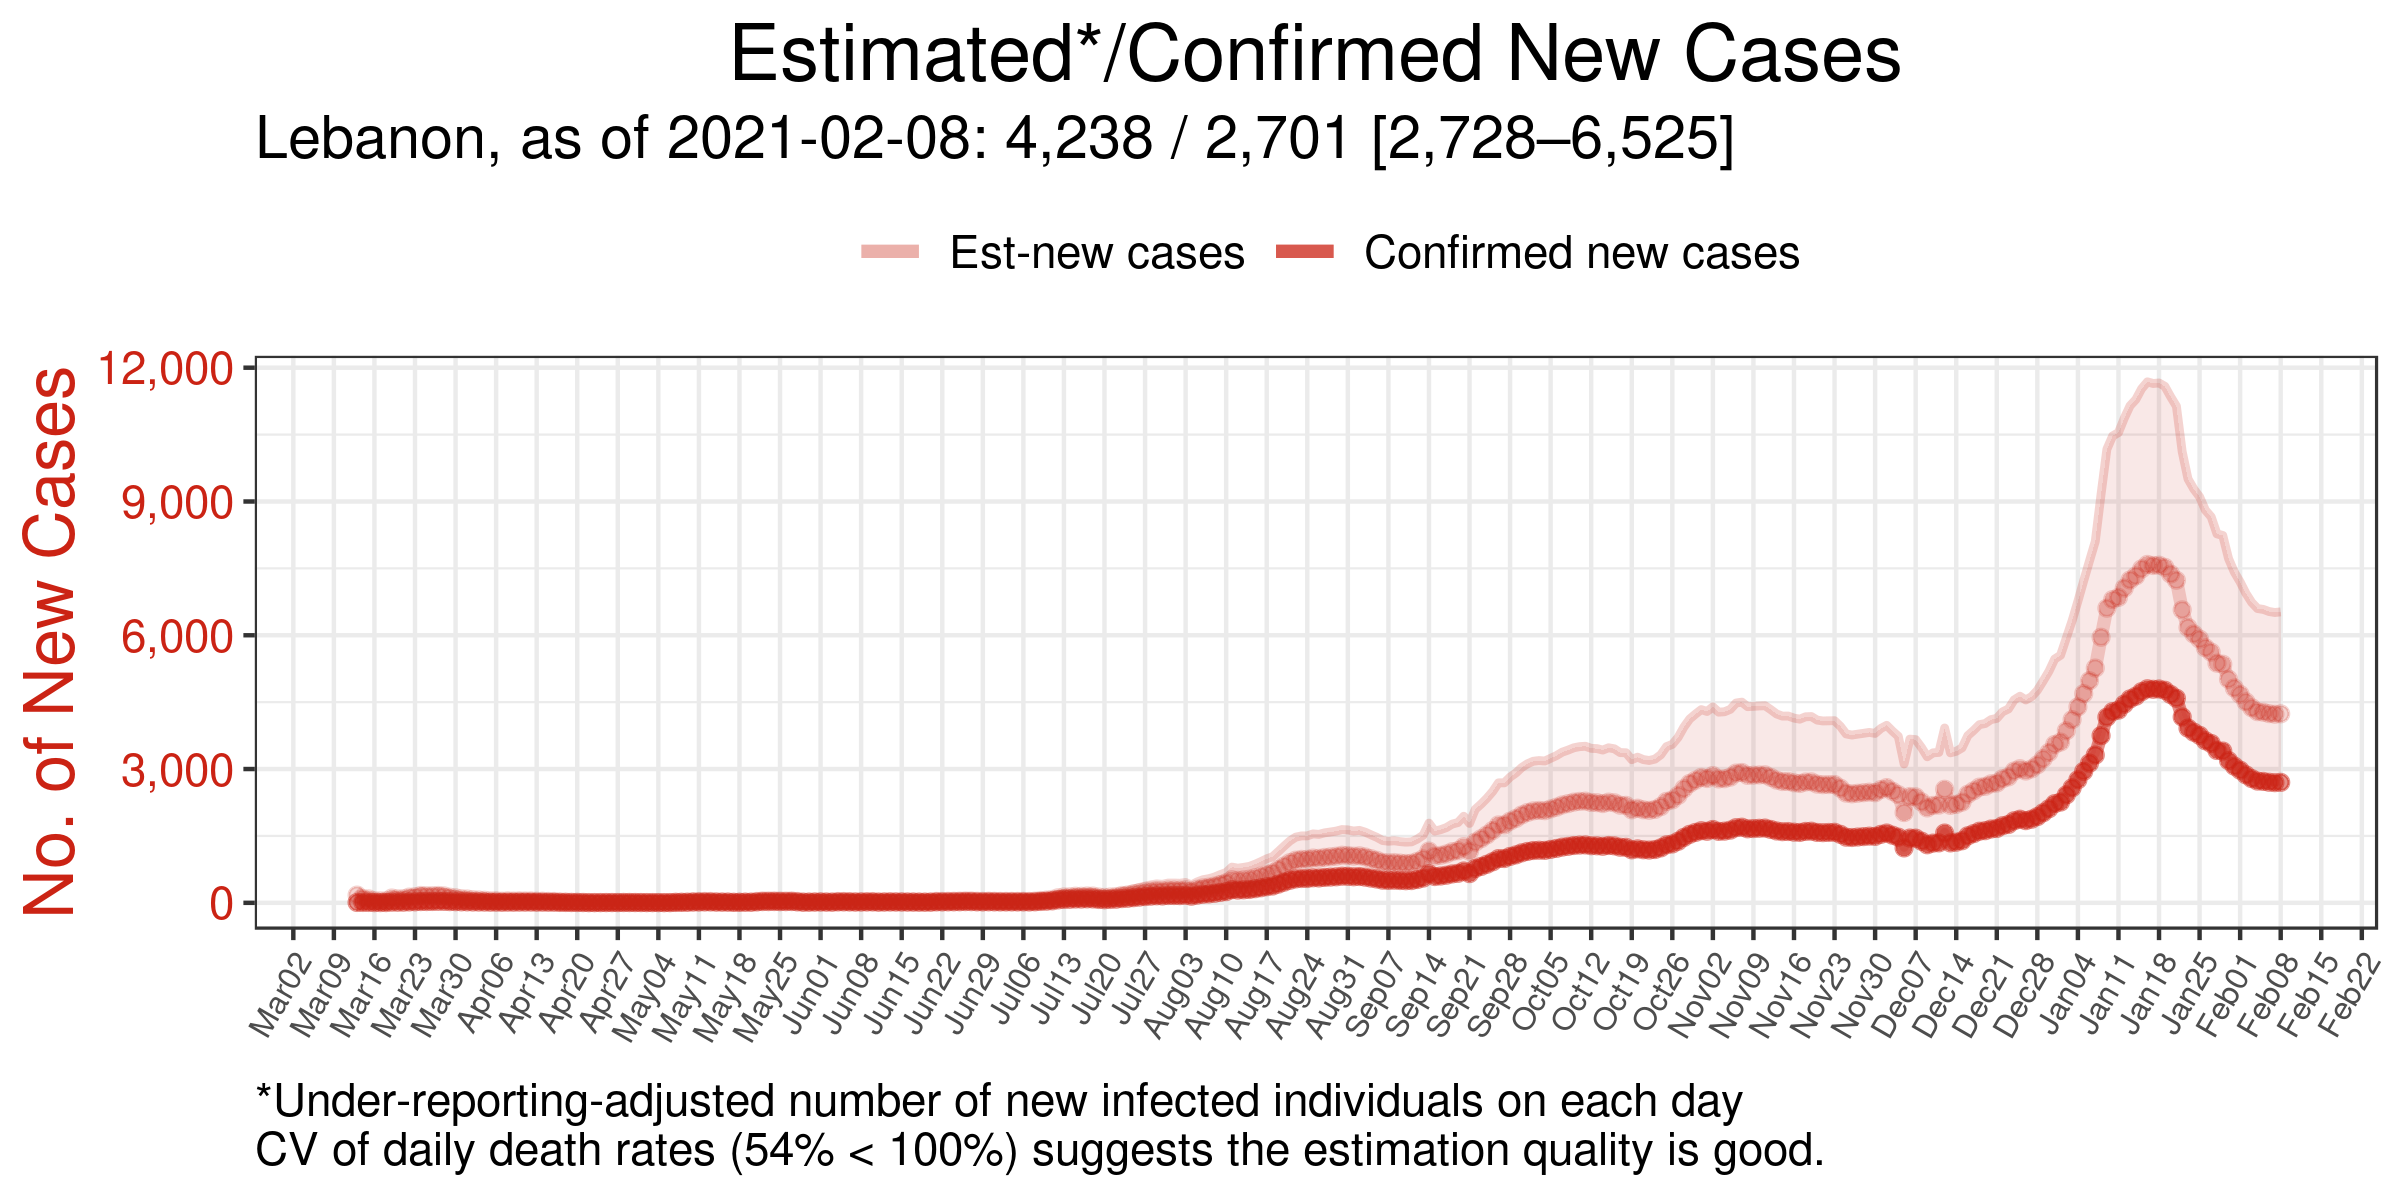 Estimated*/Confirmed New Cases
Lebanon, as of 2021-02-08: 4,238 / 2,701 [2,728–6,525]
Est-new cases Confirmed new cases
No. of New Cases
12,000
9,000
6,000
3,000
0
Mar02 Mar09 Mar16 Mar23 Mar30 Apr06 Apr13 Apr20 Apr27 May04 May11 May18 May25 Jun01 Jun08 Jun15 Jun22 Jun29 Jul06 Jul13 Jul20 Jul27 Aug03 Aug10 Aug17 Aug24 Aug31 Sep07 Sep14 Sep21 Sep28 Oct05 Oct12 Oct19 Oct26 Nov02 Nov09 Nov16 Nov23 Nov30 Dec07 Dec14 Dec21 Dec28 Jan04 Jan11 Jan18 Jan25 Feb01 Feb08 Feb15 Feb22
*Under-reporting-adjusted number of new infected individuals on each day
CV of daily death rates (54% < 100%) suggests the estimation quality is good.